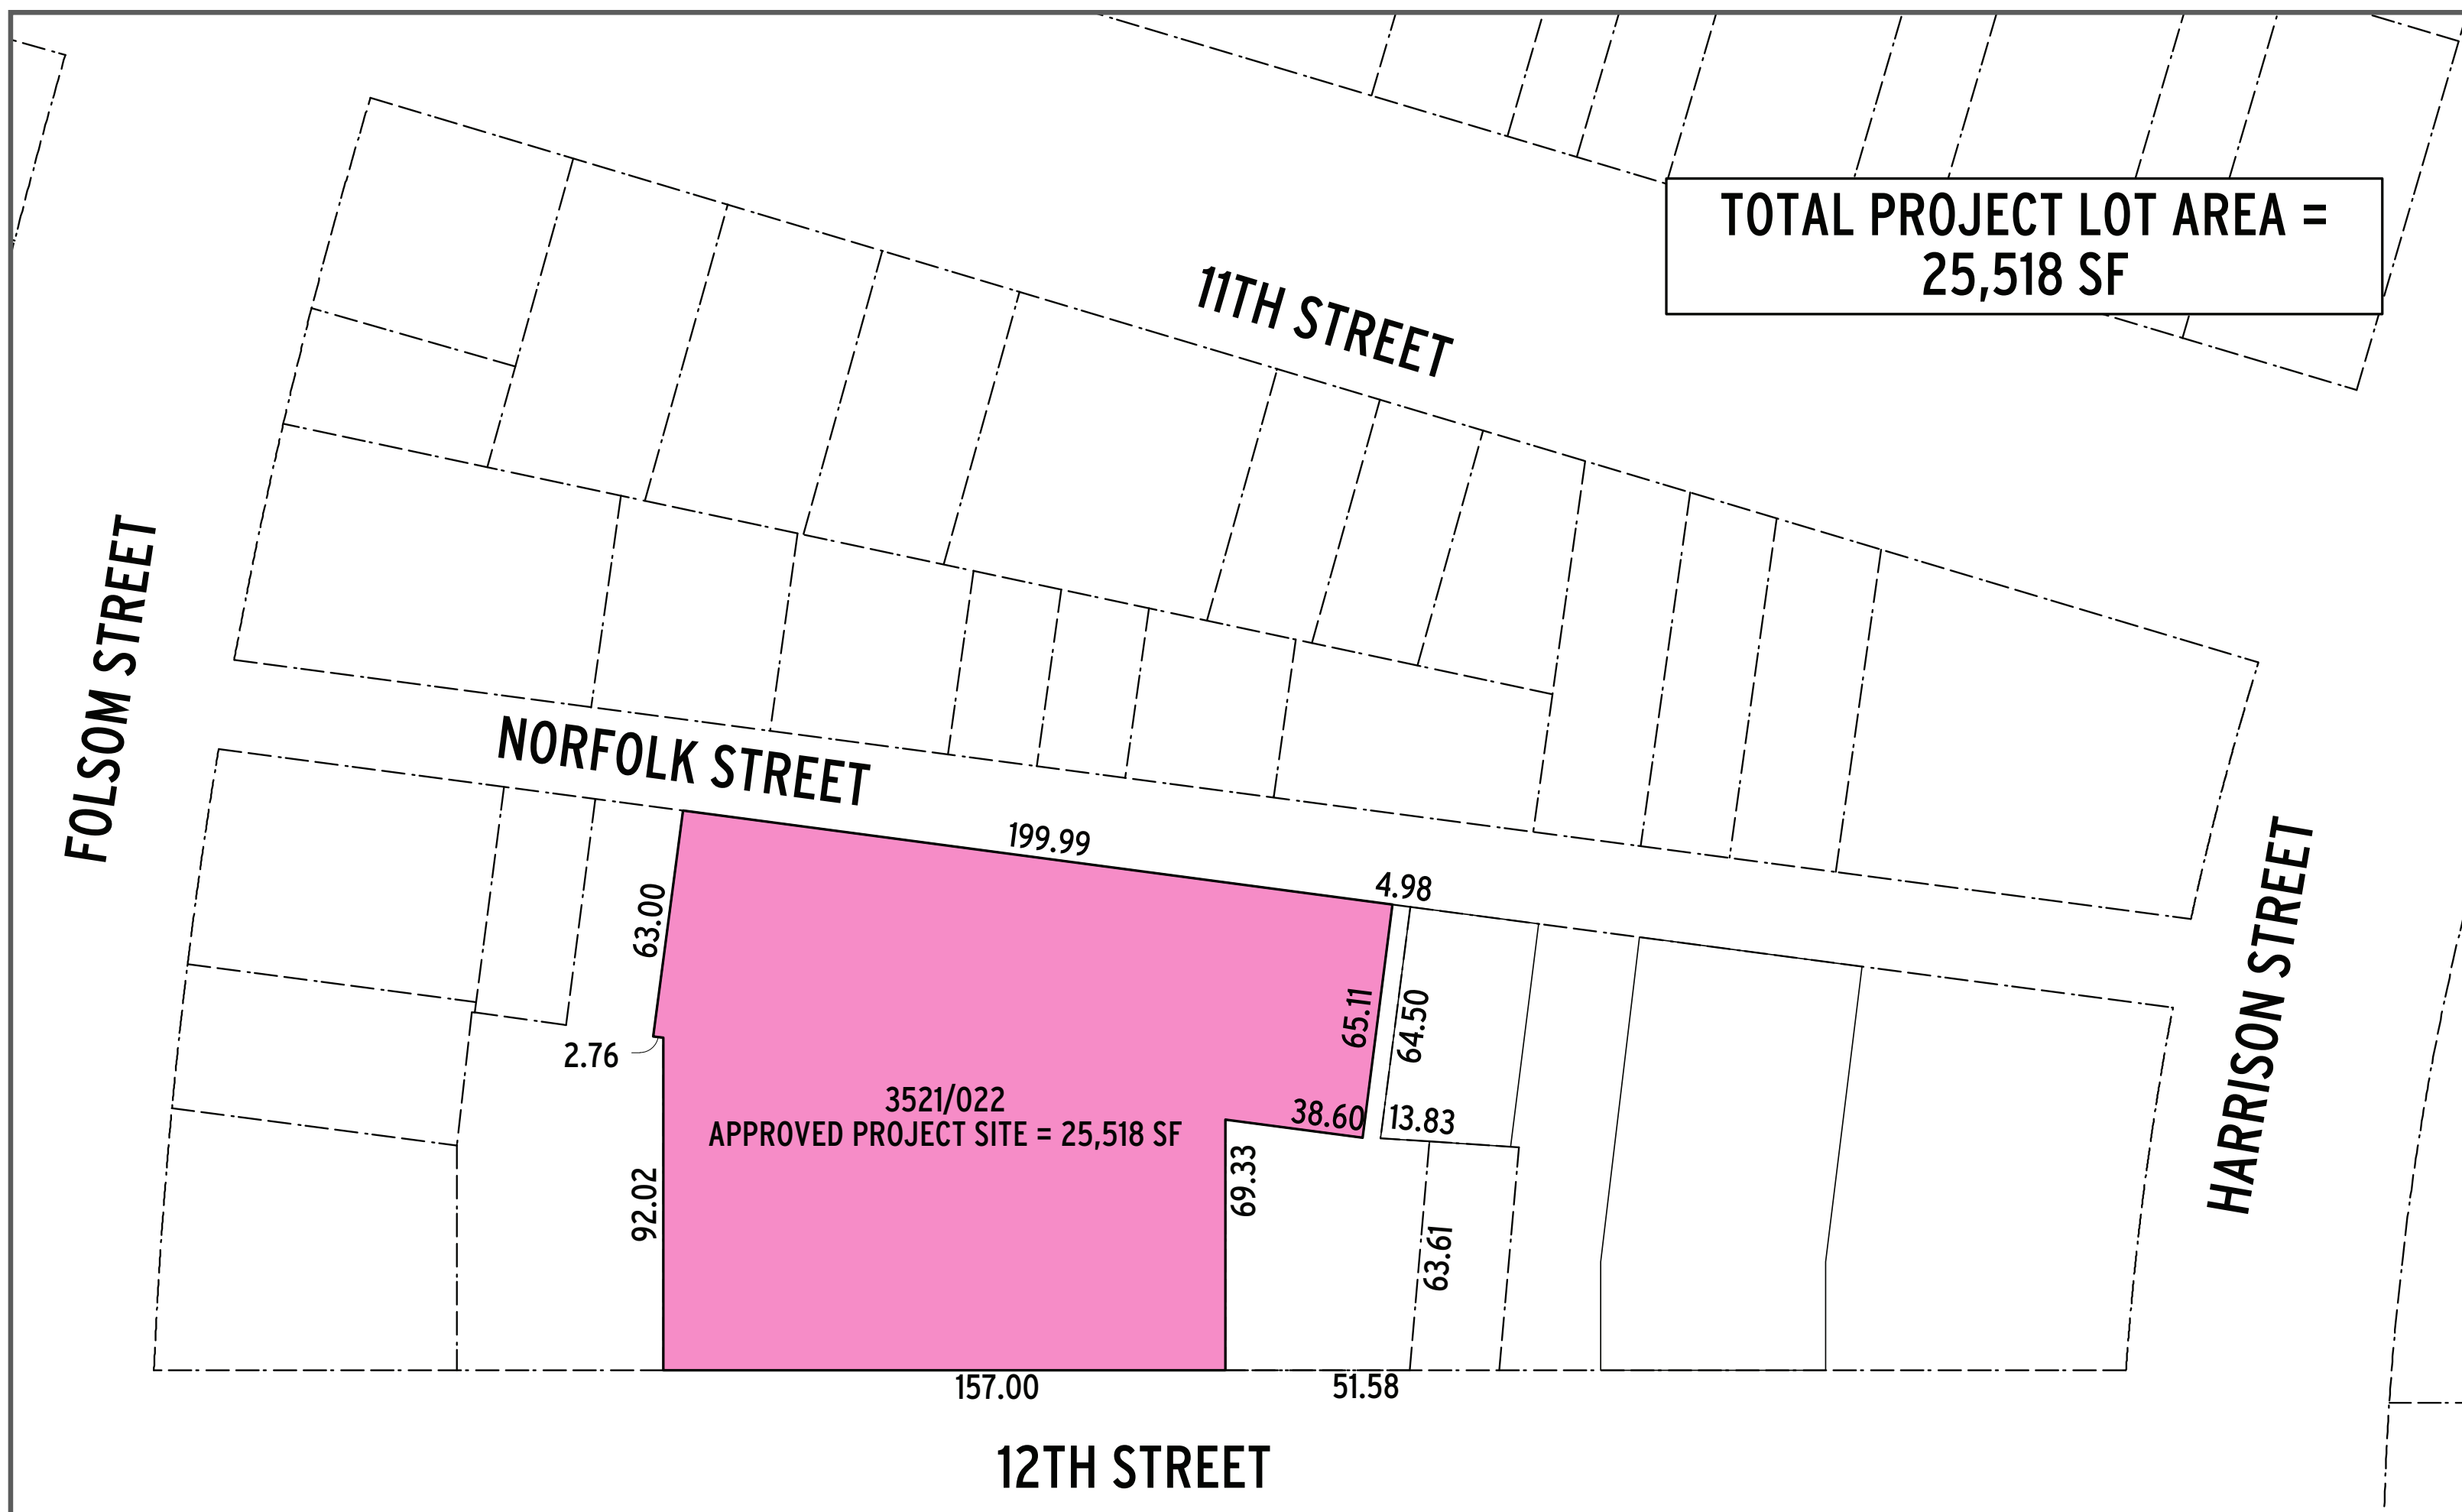 TOTAL PROJECT LOT AREA =
25,518 SF
11TH STREET
FOLSOM STREET
NORFOLK STREET
199.99
4.98
63.00
65.11
64.50
2.76
3521/022
APPROVED PROJECT SITE = 25,518 SF
38.60
13.83
92.02
69.33
63.61
HARRISON STREET
157.00
51.58
12TH STREET